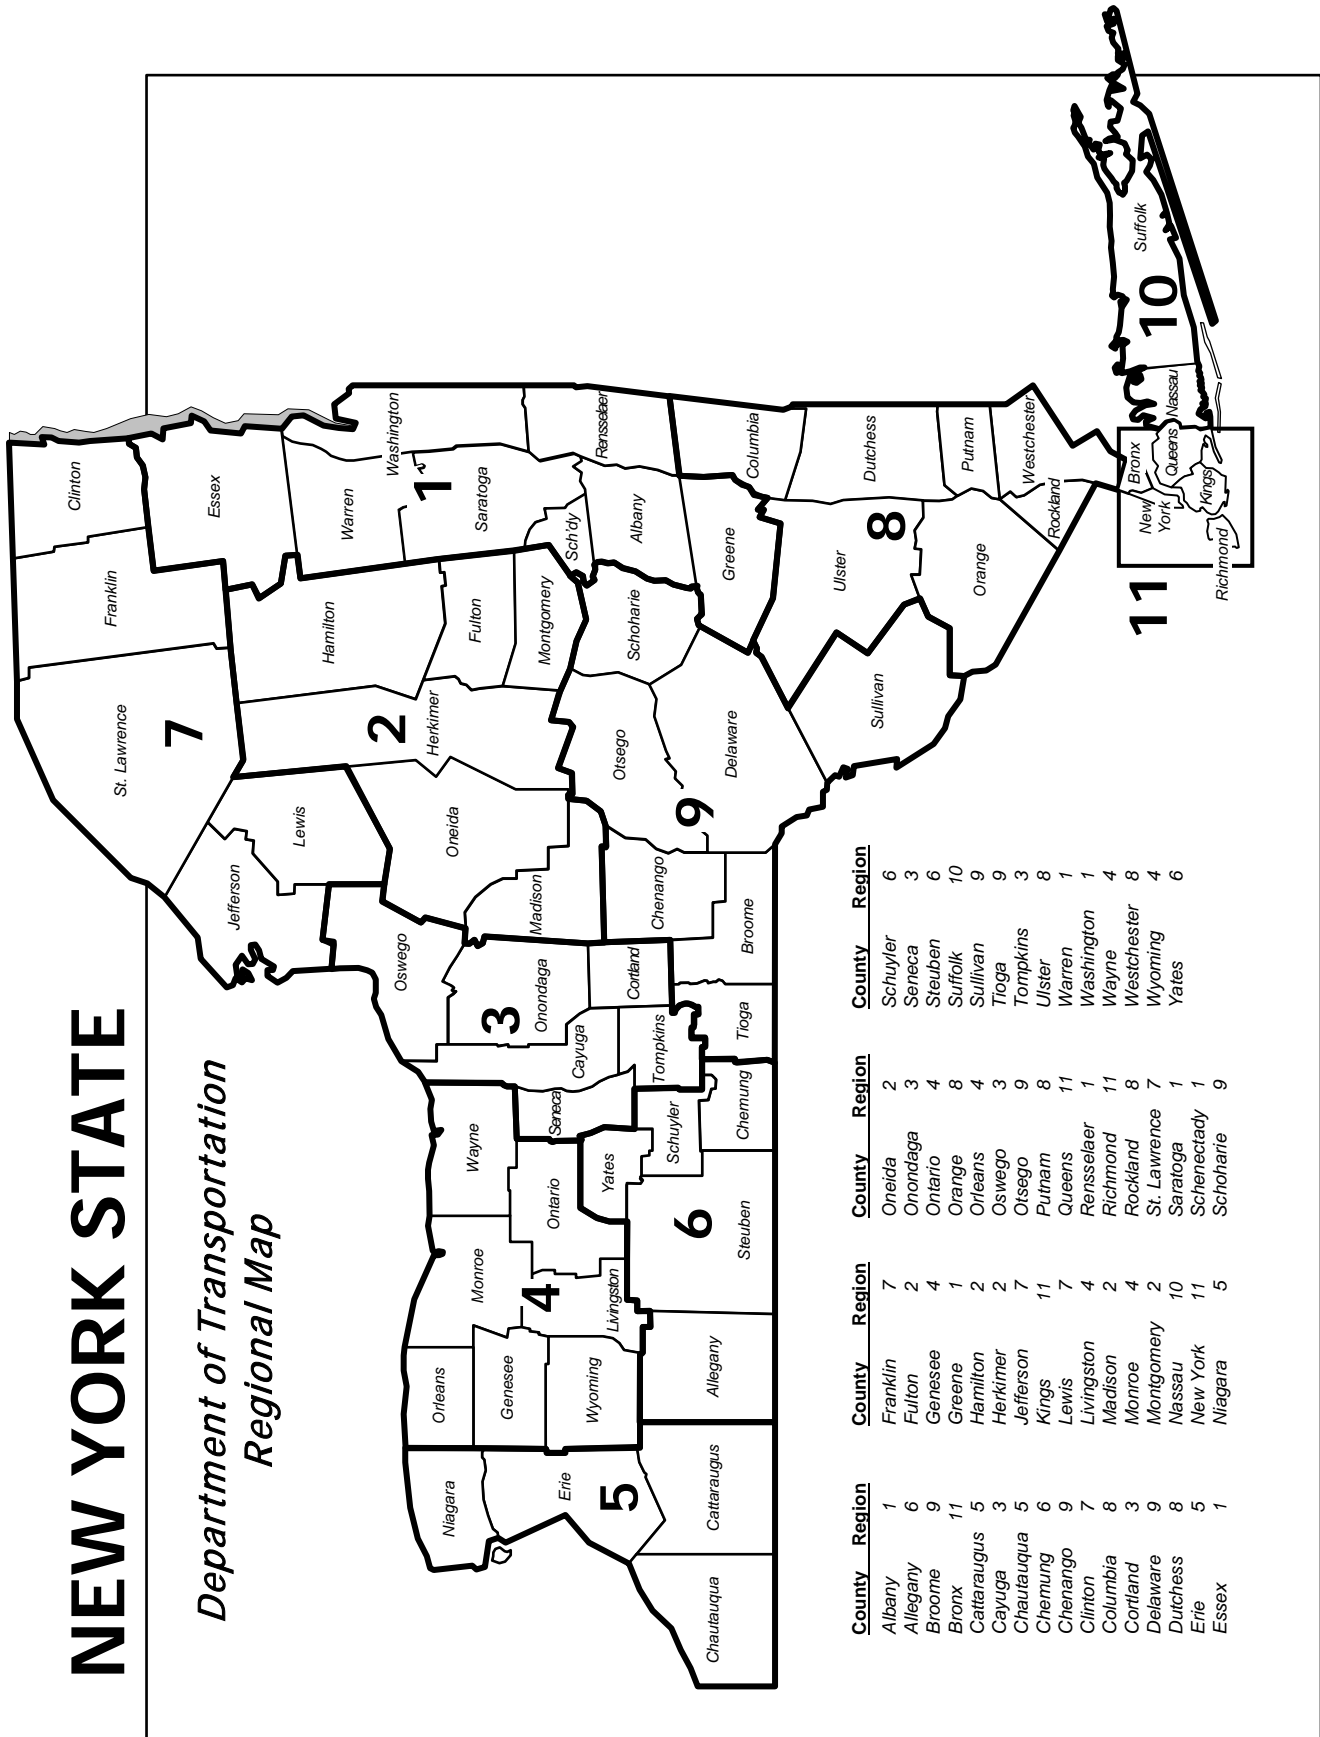 NEW YORK STATE
Department of Transportation
Regional Map
Clinton
Franklin
Essex
St. Lawrence
7
Jefferson
Lewis
Hamilton
Herkimer
2
Warren
Washington
1
Saratoga
Fulton
Montgomery
Sch'dy
Rensselaer
Albany
Schoharie
Greene
Columbia
Oneida
Madison
Oswego
Onondaga
3
Cayuga
Cortland
Tompkins
Seneca
Wayne
Ontario
Yates
Monroe
4
Livingston
Orleans
Genesee
Wyoming
Niagara
Erie
5
Cattaraugus
Chautauqua
Allegany
Steuben
6
Schuyler
Chemung
Tioga
Broome
Chenango
Otsego
9
Delaware
Sullivan
Ulster
8
Dutchess
Putnam
Orange
Westchester
Rockland
11
Bronx
New
York
Queens
Kings
Richmond
Nassau
10
Suffolk
County Region
Albany 1
Allegany 6
Broome 9
Bronx 11
Cattaraugus 5
Cayuga 3
Chautauqua 5
Chemung 6
Chenango 9
Clinton 7
Columbia 8
Cortland 3
Delaware 9
Dutchess 8
Erie 5
Essex 1
County Region
Franklin 7
Fulton 2
Genesee 4
Greene 1
Hamilton 2
Herkimer 2
Jefferson 7
Kings 11
Lewis 7
Livingston 4
Madison 2
Monroe 4
Montgomery 2
Nassau 10
New York 11
Niagara 5
County Region
Oneida 2
Onondaga 3
Ontario 4
Orange 8
Orleans 4
Oswego 3
Otsego 9
Putnam 8
Queens 11
Rensselaer 1
Richmond 11
Rockland 8
St. Lawrence 7
Saratoga 1
Schenectady 1
Schoharie 9
County Region
Schuyler 6
Seneca 3
Steuben 6
Suffolk 10
Sullivan 9
Tioga 9
Tompkins 3
Ulster 8
Warren 1
Washington 1
Wayne 4
Westchester 8
Wyoming 4
Yates 6